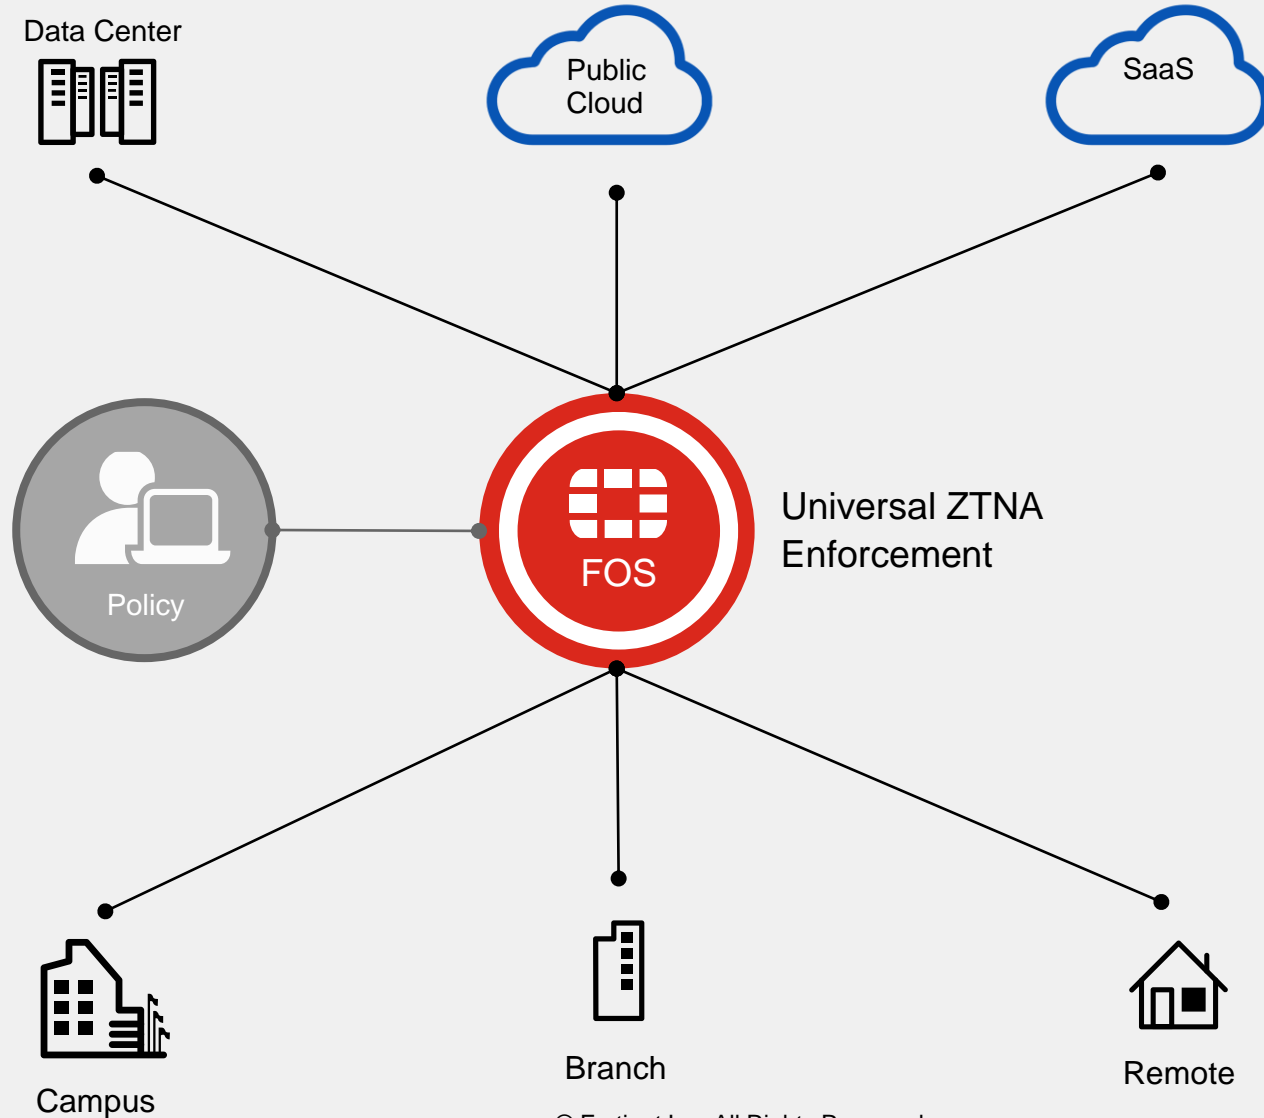 Data Center
Public
Cloud
SaaS
Universal ZTNA
Enforcement
FOS
Policy
Branch
Remote
Campus